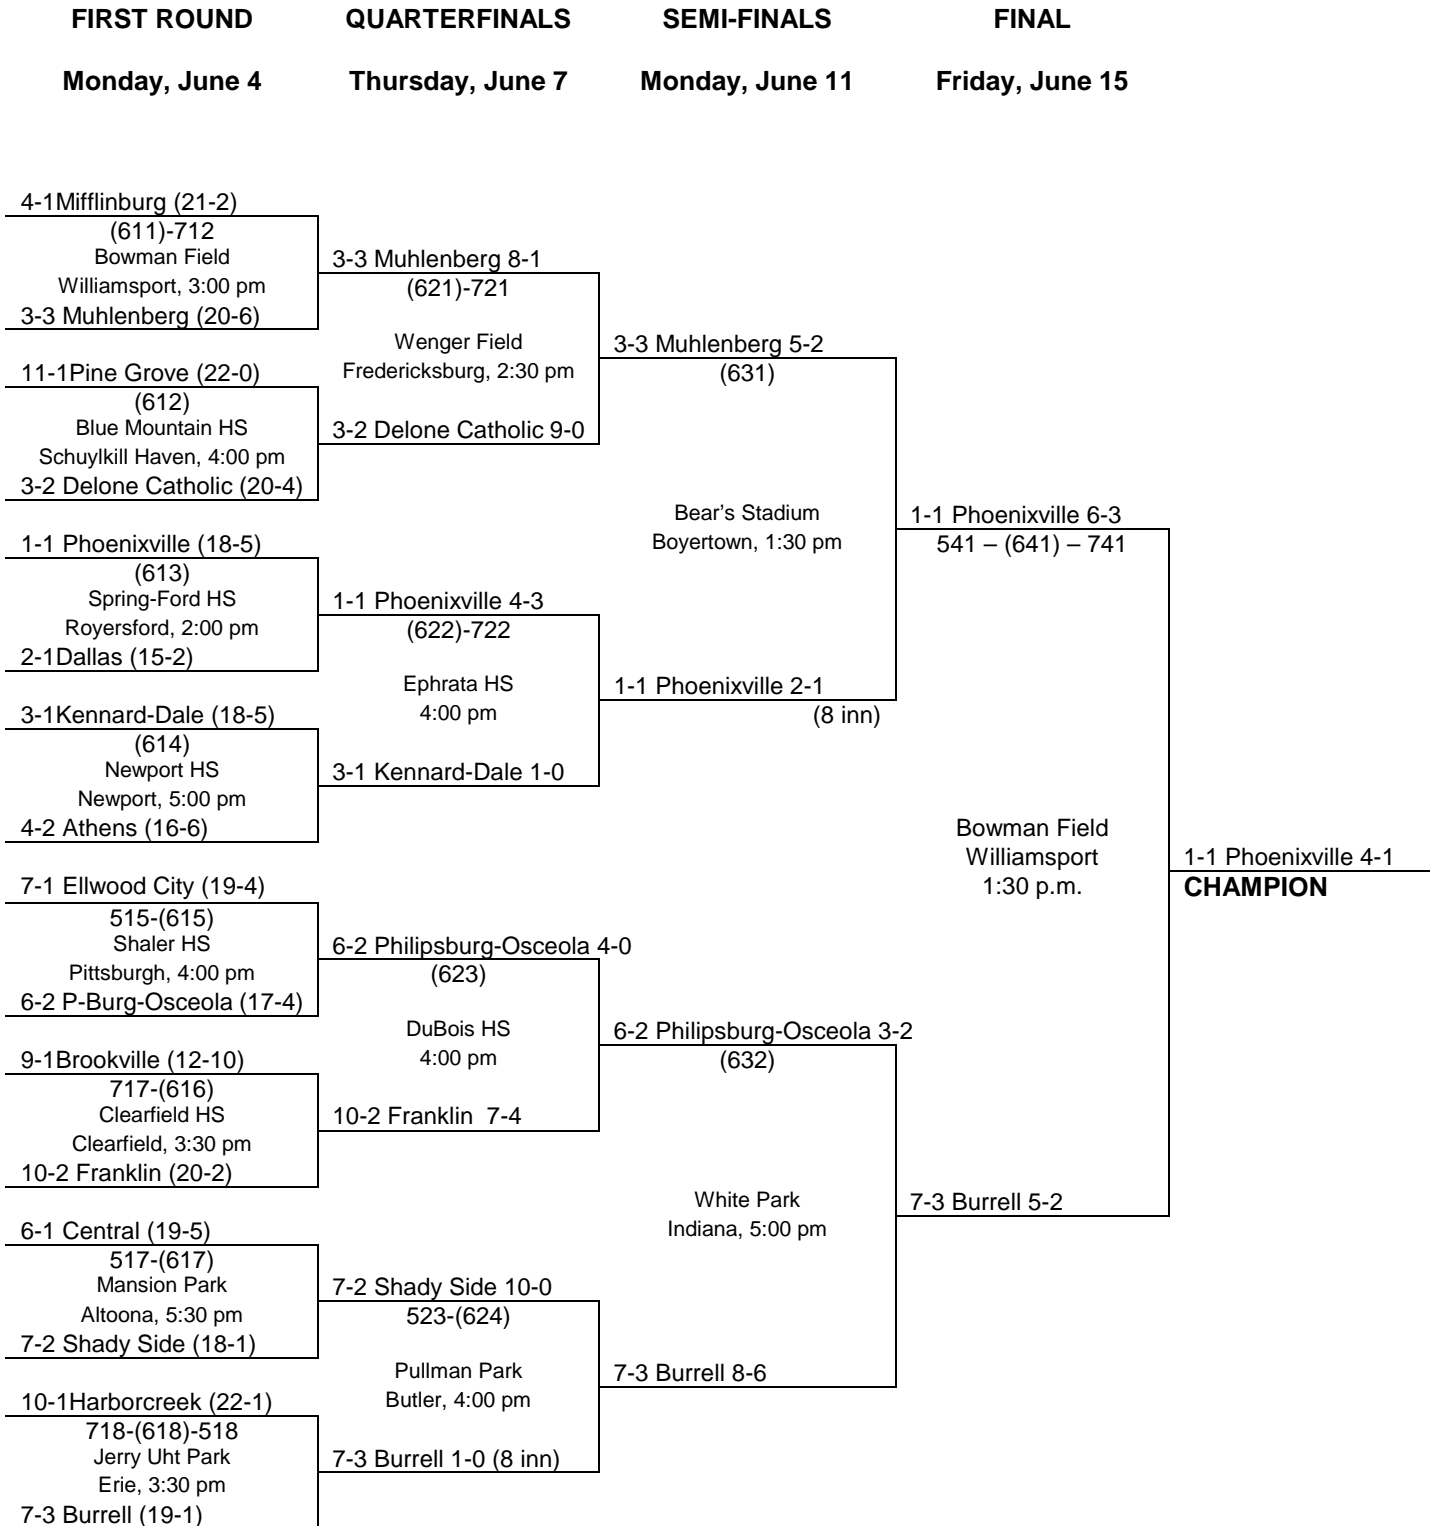 FIRST ROUND
QUARTERFINALS
SEMI-FINALS
FINAL
Monday, June 4
Thursday, June 7
Monday, June 11
Friday, June 15
4-1Mifflinburg (21-2)
(611)-712
Bowman Field
Williamsport, 3:00 pm
3-3 Muhlenberg (20-6)
11-1Pine Grove (22-0)
(612)
Blue Mountain HS
Schuylkill Haven, 4:00 pm
3-2 Delone Catholic (20-4)
1-1 Phoenixville (18-5)
(613)
Spring-Ford HS
Royersford, 2:00 pm
2-1Dallas (15-2)
3-1Kennard-Dale (18-5)
(614)
Newport HS
Newport, 5:00 pm
4-2 Athens (16-6)
7-1 Ellwood City (19-4)
515-(615)
Shaler HS
Pittsburgh, 4:00 pm
6-2 P-Burg-Osceola (17-4)
9-1Brookville (12-10)
717-(616)
Clearfield HS
Clearfield, 3:30 pm
10-2 Franklin (20-2)
6-1 Central (19-5)
517-(617)
Mansion Park
Altoona, 5:30 pm
7-2 Shady Side (18-1)
10-1Harborcreek (22-1)
718-(618)-518
Jerry Uht Park
Erie, 3:30 pm
7-3 Burrell (19-1)
3-3 Muhlenberg 8-1
(621)-721
Wenger Field
Fredericksburg, 2:30 pm
3-2 Delone Catholic 9-0
1-1 Phoenixville 4-3
(622)-722
Ephrata HS
4:00 pm
3-1 Kennard-Dale 1-0
6-2 Philipsburg-Osceola 4-0
(623)
DuBois HS
4:00 pm
10-2 Franklin  7-4
7-2 Shady Side 10-0
523-(624)
Pullman Park
Butler, 4:00 pm
7-3 Burrell 1-0 (8 inn)
3-3 Muhlenberg 5-2
(631)
Bear's Stadium
Boyertown, 1:30 pm
1-1 Phoenixville 2-1
(8 inn)
6-2 Philipsburg-Osceola 3-2
(632)
White Park
Indiana, 5:00 pm
7-3 Burrell 8-6
1-1 Phoenixville 6-3
541 – (641) – 741
Bowman Field
Williamsport
1:30 p.m.
7-3 Burrell 5-2
1-1 Phoenixville 4-1
CHAMPION